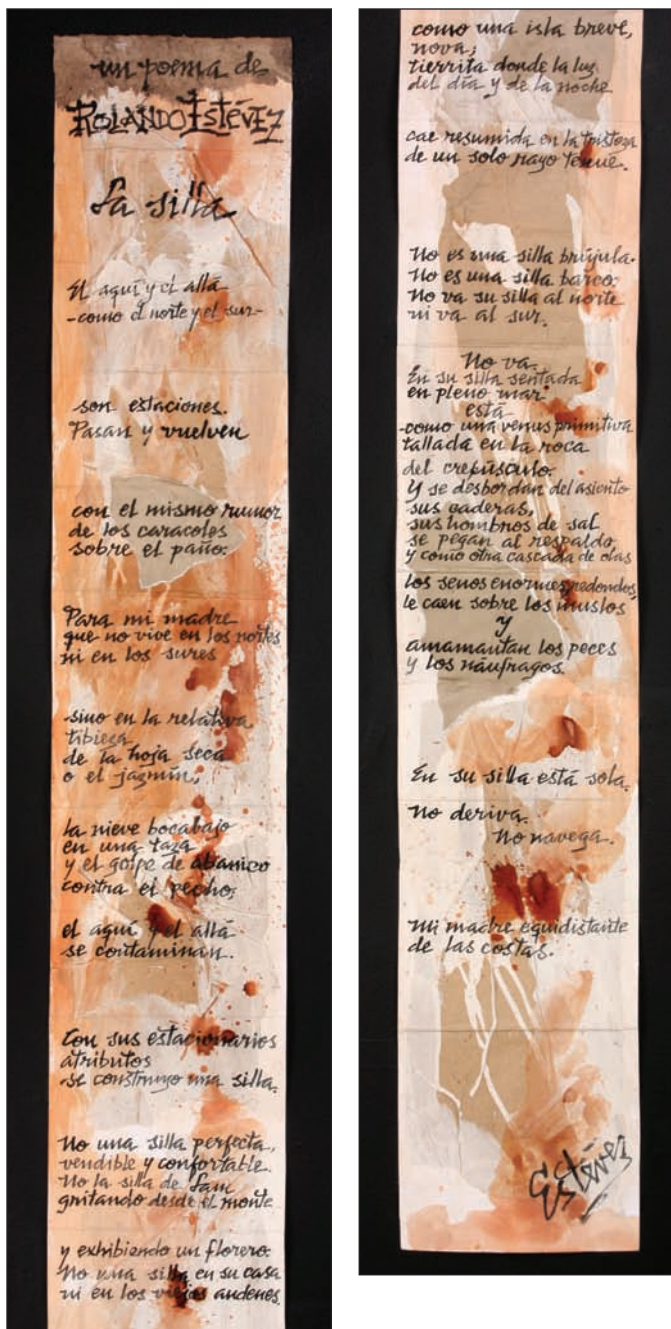 un poema de
ROLANDO ESTÉVEZ
La silla
El aquí y el allá
-como el norte y el sur-
son estaciones.
Pasan y vuelven
con el mismo rumor
de los caracoles
sobre el paño.
Para mi madre
que no vive en los nortes
ni en los sures
sino en la relativa
tibieza
de la hoja seca
o el jazmín,
la nieve bocabajo
en una taza
y el golpe de abanico
contra el pecho;
el aquí y el allá
se contaminan.
Con sus estacionarios
atributos
se construyo una silla.
No una silla perfecta,
vendible y confortable.
No la silla de Lam
gritando desde el monte
y exhibiendo un florero.
No una silla en su casa
ni en los viejos andenes
como una isla breve,
nova;
tierrita donde la luz
del día y de la noche
cae resumida en la tristeza
de un solo rayo tenue.
No es una silla brújula.
No es una silla barco.
No va su silla al norte
ni va al sur.
No va.
En su silla sentada
en pleno mar
está
-como una venus primitiva
tallada en la roca
del crepúsculo.
Y se desbordan del asiento
sus caderas,
sus hombros de sal
se pegan al respaldo,
y como otra cascada de olas
los senos enormes, redondos,
le caen sobre los muslos
y
amamantan los peces
y los náufragos.
En su silla está sola.
No deriva.
No navega.
Mi madre equidistante
de las costas.
Estévez